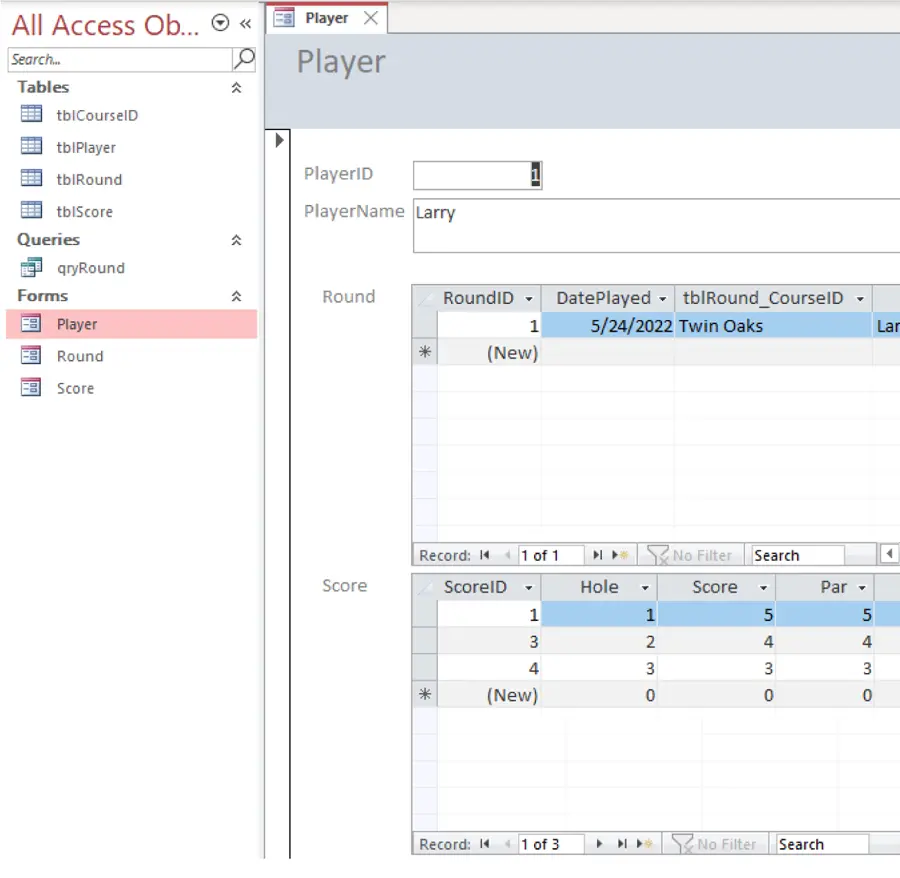 All Access Ob...
Search...
Tables
tblCourseID
tblPlayer
tblRound
tblScore
Queries
qryRound
Forms
Player
Round
Score
Player
Player
PlayerID 1
PlayerName Larry
Round
RoundID DatePlayed tblRound_CourseID
1 5/24/2022 Twin Oaks Lar
* (New)
Record: 1 of 1 No Filter Search
Score
ScoreID Hole Score Par
1 1 5 5
3 2 4 4
4 3 3 3
* (New) 0 0 0
Record: 1 of 3 No Filter Search